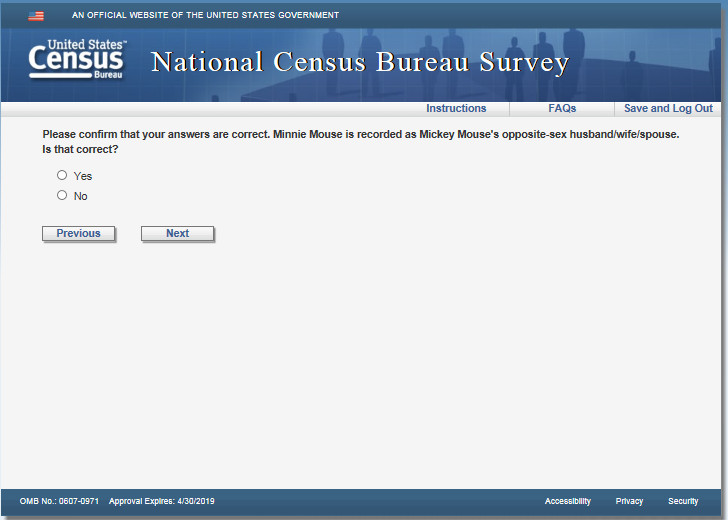 AN OFFICIAL WEBSITE OF THE UNITED STATES GOVERNMENT
United States™
Census
Bureau
National Census Bureau Survey
Instructions FAQs Save and Log Out
Please confirm that your answers are correct. Minnie Mouse is recorded as Mickey Mouse's opposite-sex husband/wife/spouse.
Is that correct?
Yes
No
Previous Next
OMB No.: 0607-0971 Approval Expires: 4/30/2019 Accessibility Privacy Security